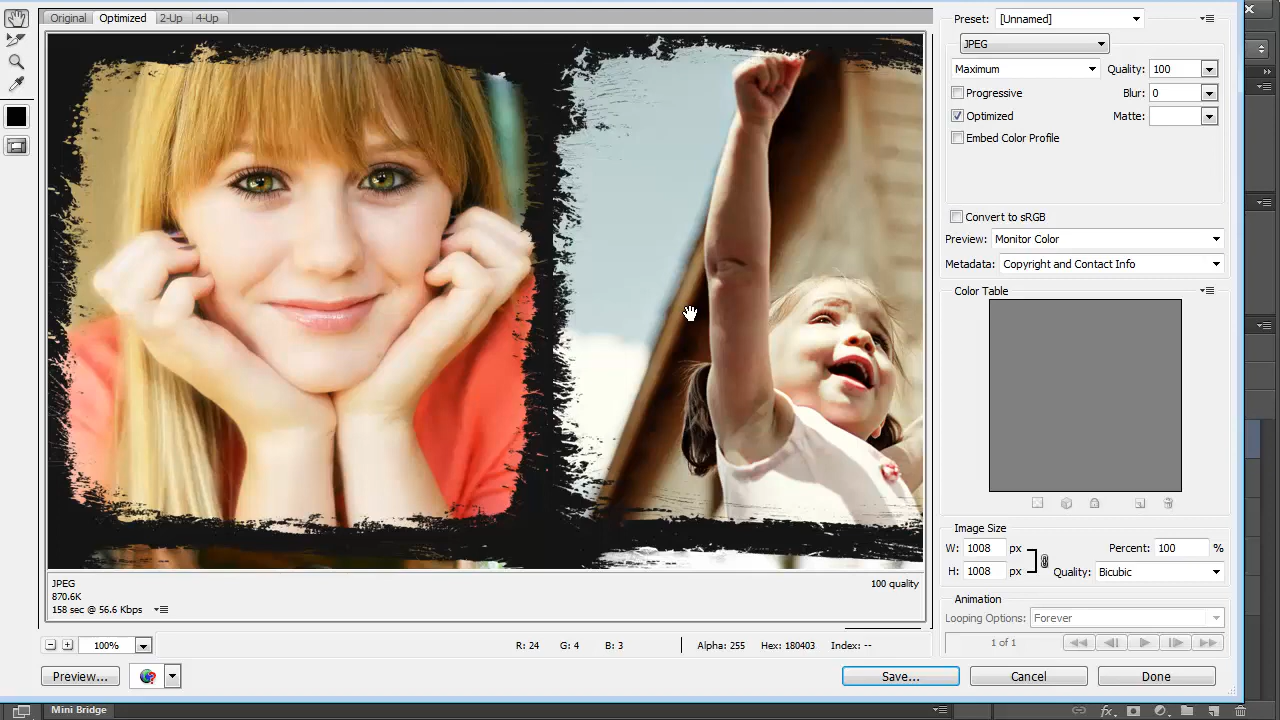 Original Optimized 2-Up 4-Up
Preset: [Unnamed]
JPEG
Maximum Quality: 100
Progressive Blur: 0
Optimized Matte:
Embed Color Profile
Convert to sRGB
Preview: Monitor Color
Metadata: Copyright and Contact Info
Color Table
Image Size
W: 1008 px Percent: 100 %
H: 1008 px Quality: Bicubic
Animation
Looping Options: Forever
1 of 1
JPEG 100 quality
870.6K
158 sec @ 56.6 Kbps
100% R: 24 G: 4 B: 3 Alpha: 255 Hex: 180403 Index: --
Preview... Save... Cancel Done
Mini Bridge
fx